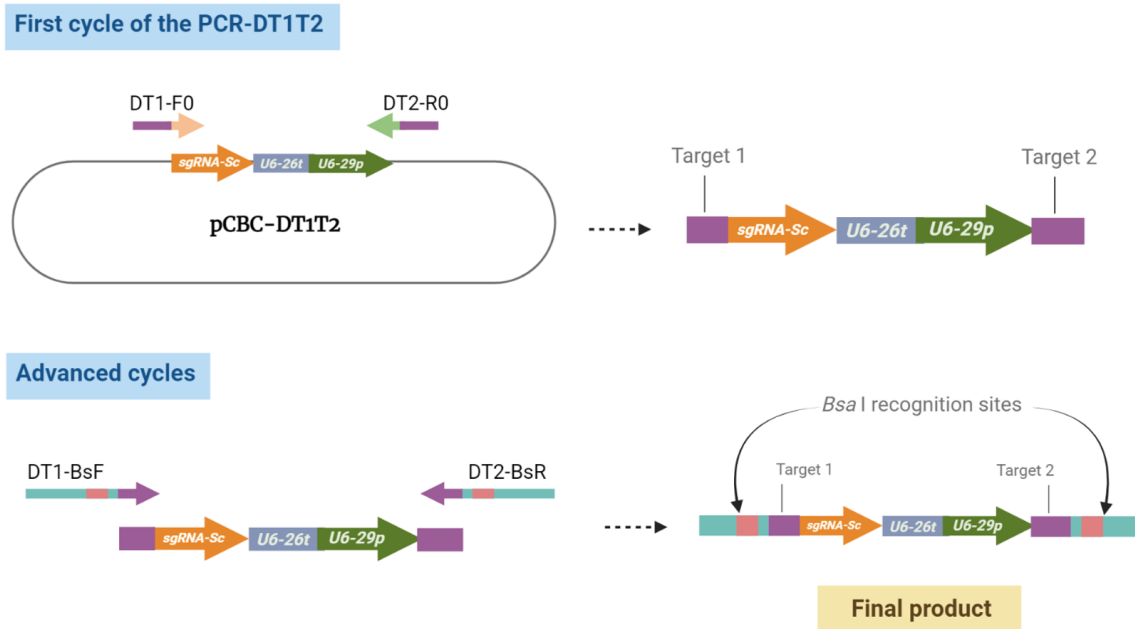 First cycle of the PCR-DT1T2
DT1-F0
DT2-R0
sgRNA-Sc
U6-26t
U6-29p
pCBC-DT1T2
Target 1
Target 2
sgRNA-Sc
U6-26t
U6-29p
Advanced cycles
DT1-BsF
DT2-BsR
sgRNA-Sc
U6-26t
U6-29p
Bsa I recognition sites
Target 1
Target 2
sgRNA-Sc
U6-26t
U6-29p
Final product